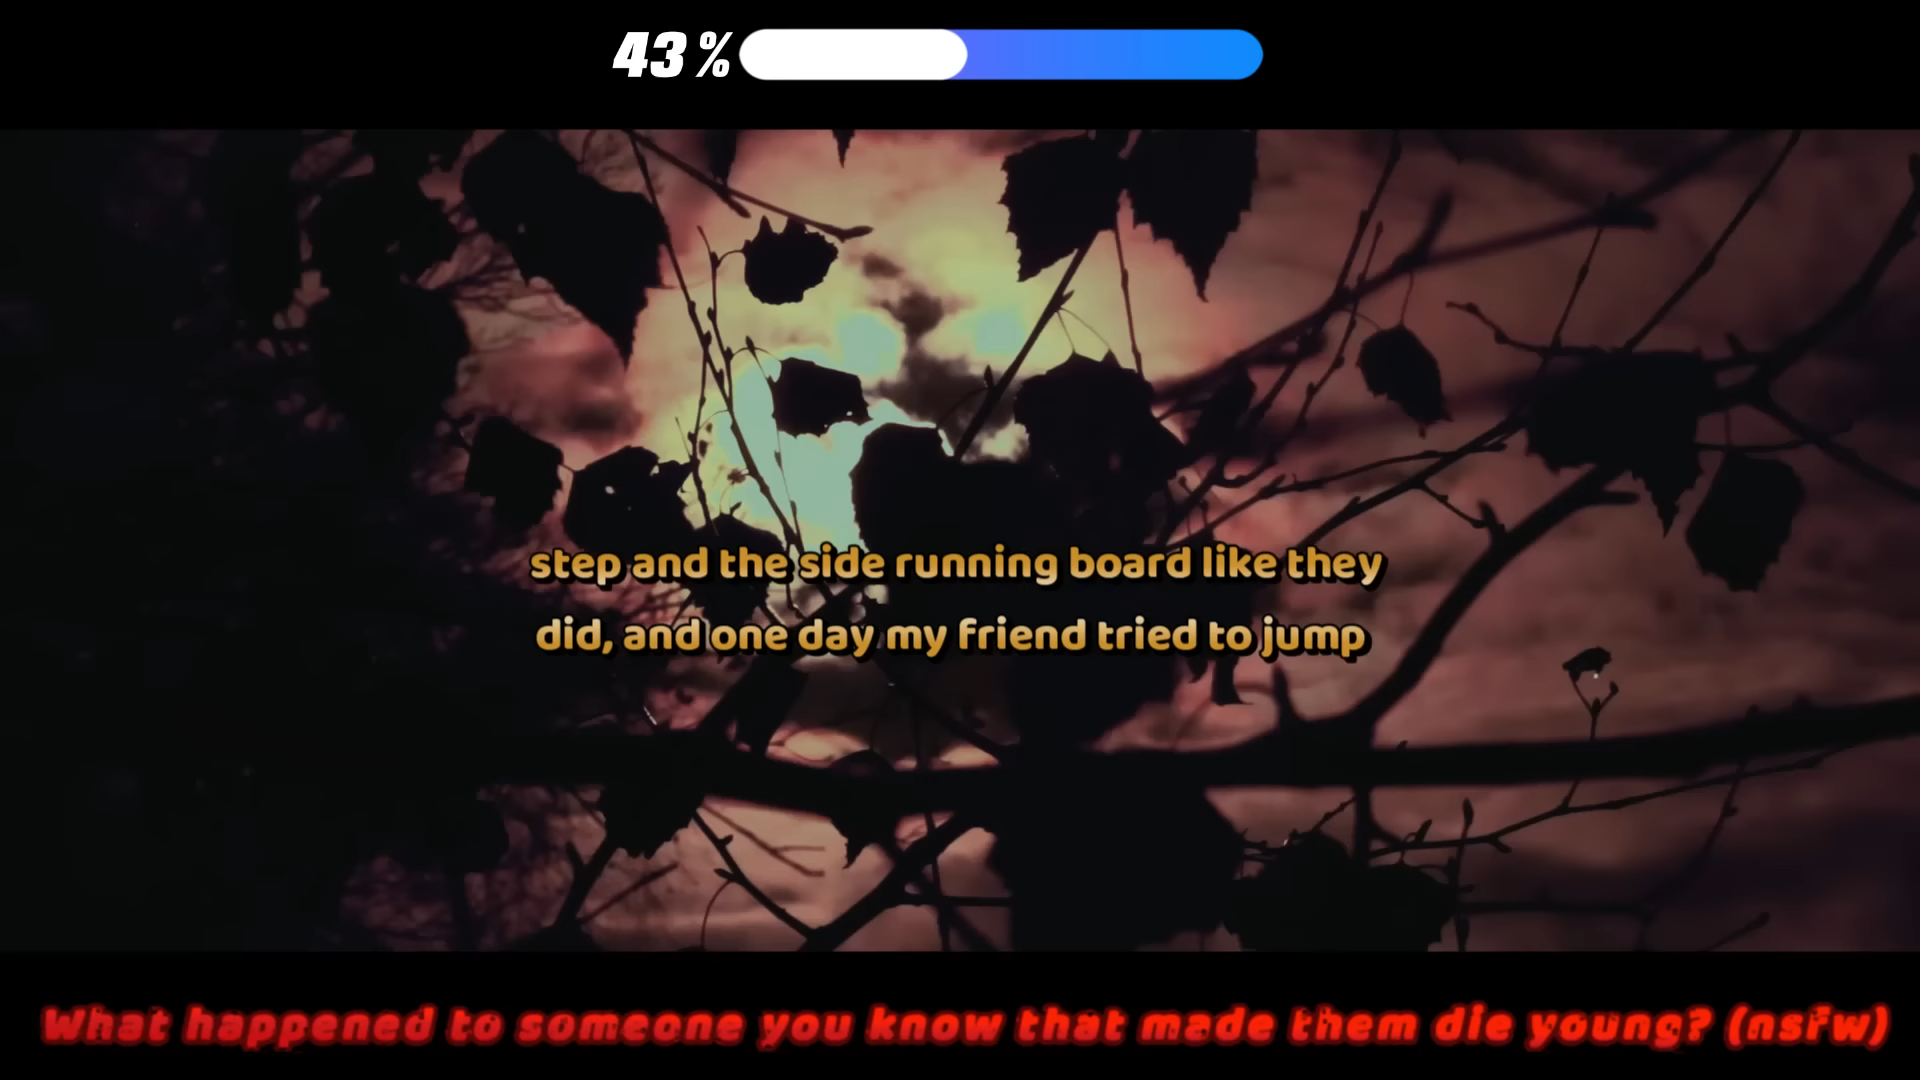 43%
step and the side running board like they
did, and one day my friend tried to jump
What happened to someone you know that made them die young? (nsfw)